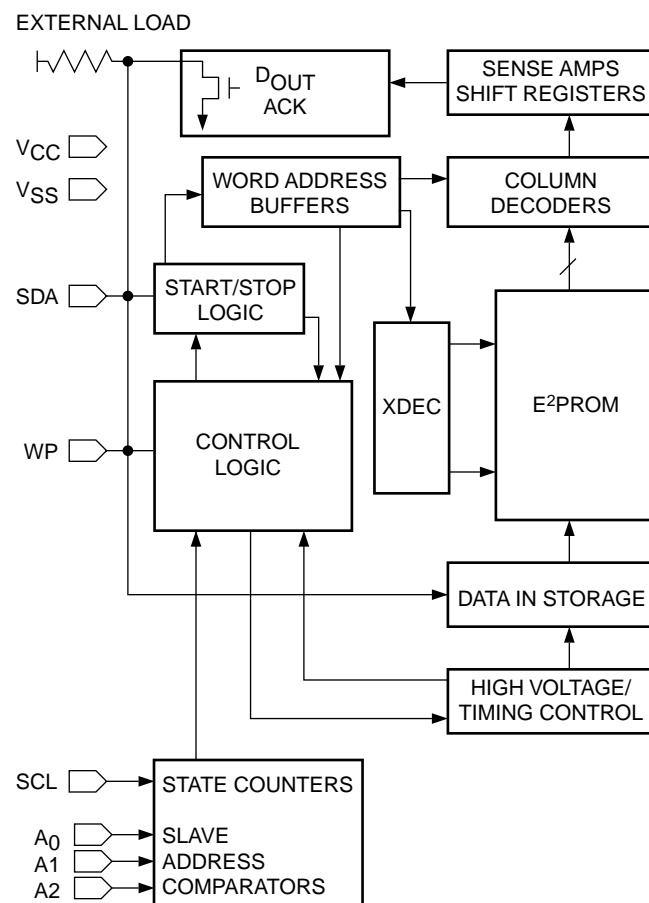 EXTERNAL LOAD
DOUT
ACK
SENSE AMPS
SHIFT REGISTERS
VCC
VSS
WORD ADDRESS
BUFFERS
COLUMN
DECODERS
SDA
START/STOP
LOGIC
XDEC
E²PROM
WP
CONTROL
LOGIC
DATA IN STORAGE
HIGH VOLTAGE/
TIMING CONTROL
SCL
STATE COUNTERS
A0
SLAVE
A1
ADDRESS
A2
COMPARATORS